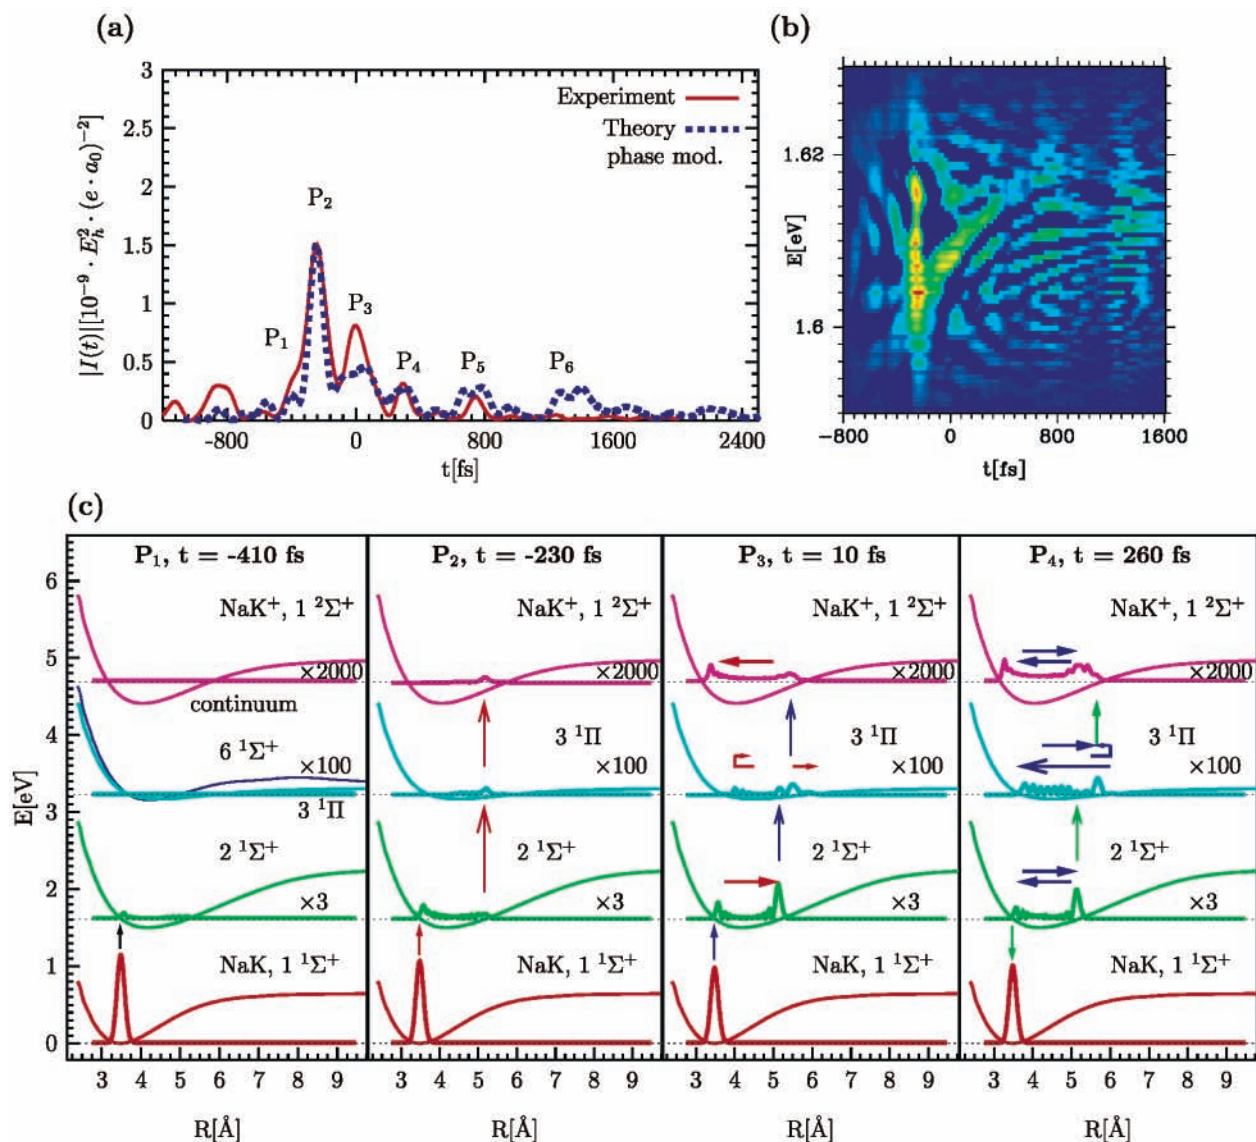 (a)
3
2.5
2
1.5
1
0.5
0
|I(t)|[10⁻⁹ · E_h² · (e · a₀)⁻²]
Experiment
Theory
phase mod.
P₁
P₂
P₃
P₄
P₅
P₆
-800 0 800 1600 2400
t[fs]
(b)
1.62
1.6
E[eV]
-800 0 800 1600
t[fs]
(c)
P₁, t = -410 fs
P₂, t = -230 fs
P₃, t = 10 fs
P₄, t = 260 fs
6
5
4
3
2
1
0
E[eV]
NaK⁺, 1 ²Σ⁺
×2000
continuum
6 ¹Σ⁺
×100
3 ¹Π
2 ¹Σ⁺
×3
NaK, 1 ¹Σ⁺
3 4 5 6 7 8 9
R[Å]
NaK⁺, 1 ²Σ⁺
×2000
3 ¹Π
×100
2 ¹Σ⁺
×3
NaK, 1 ¹Σ⁺
3 4 5 6 7 8 9
R[Å]
NaK⁺, 1 ²Σ⁺
×2000
3 ¹Π
×100
2 ¹Σ⁺
×3
NaK, 1 ¹Σ⁺
3 4 5 6 7 8 9
R[Å]
NaK⁺, 1 ²Σ⁺
×2000
3 ¹Π
×100
2 ¹Σ⁺
×3
NaK, 1 ¹Σ⁺
3 4 5 6 7 8 9
R[Å]